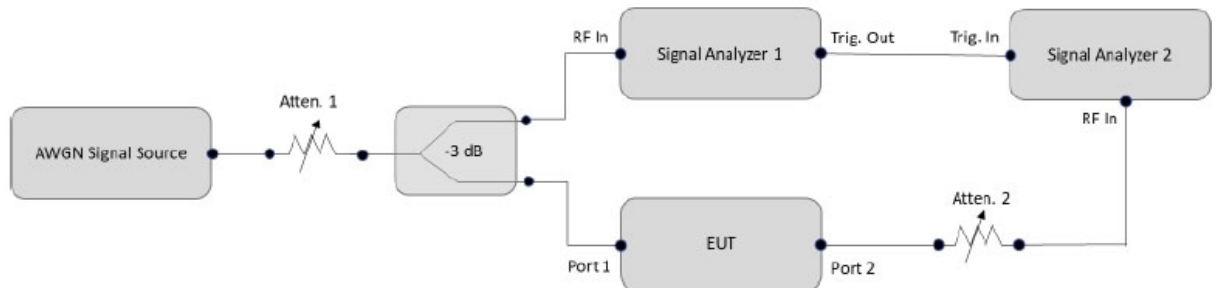 RF In
Signal Analyzer 1
Trig. Out
Trig. In
Signal Analyzer 2
RF In
Atten. 1
AWGN Signal Source
-3 dB
Atten. 2
EUT
Port 1
Port 2